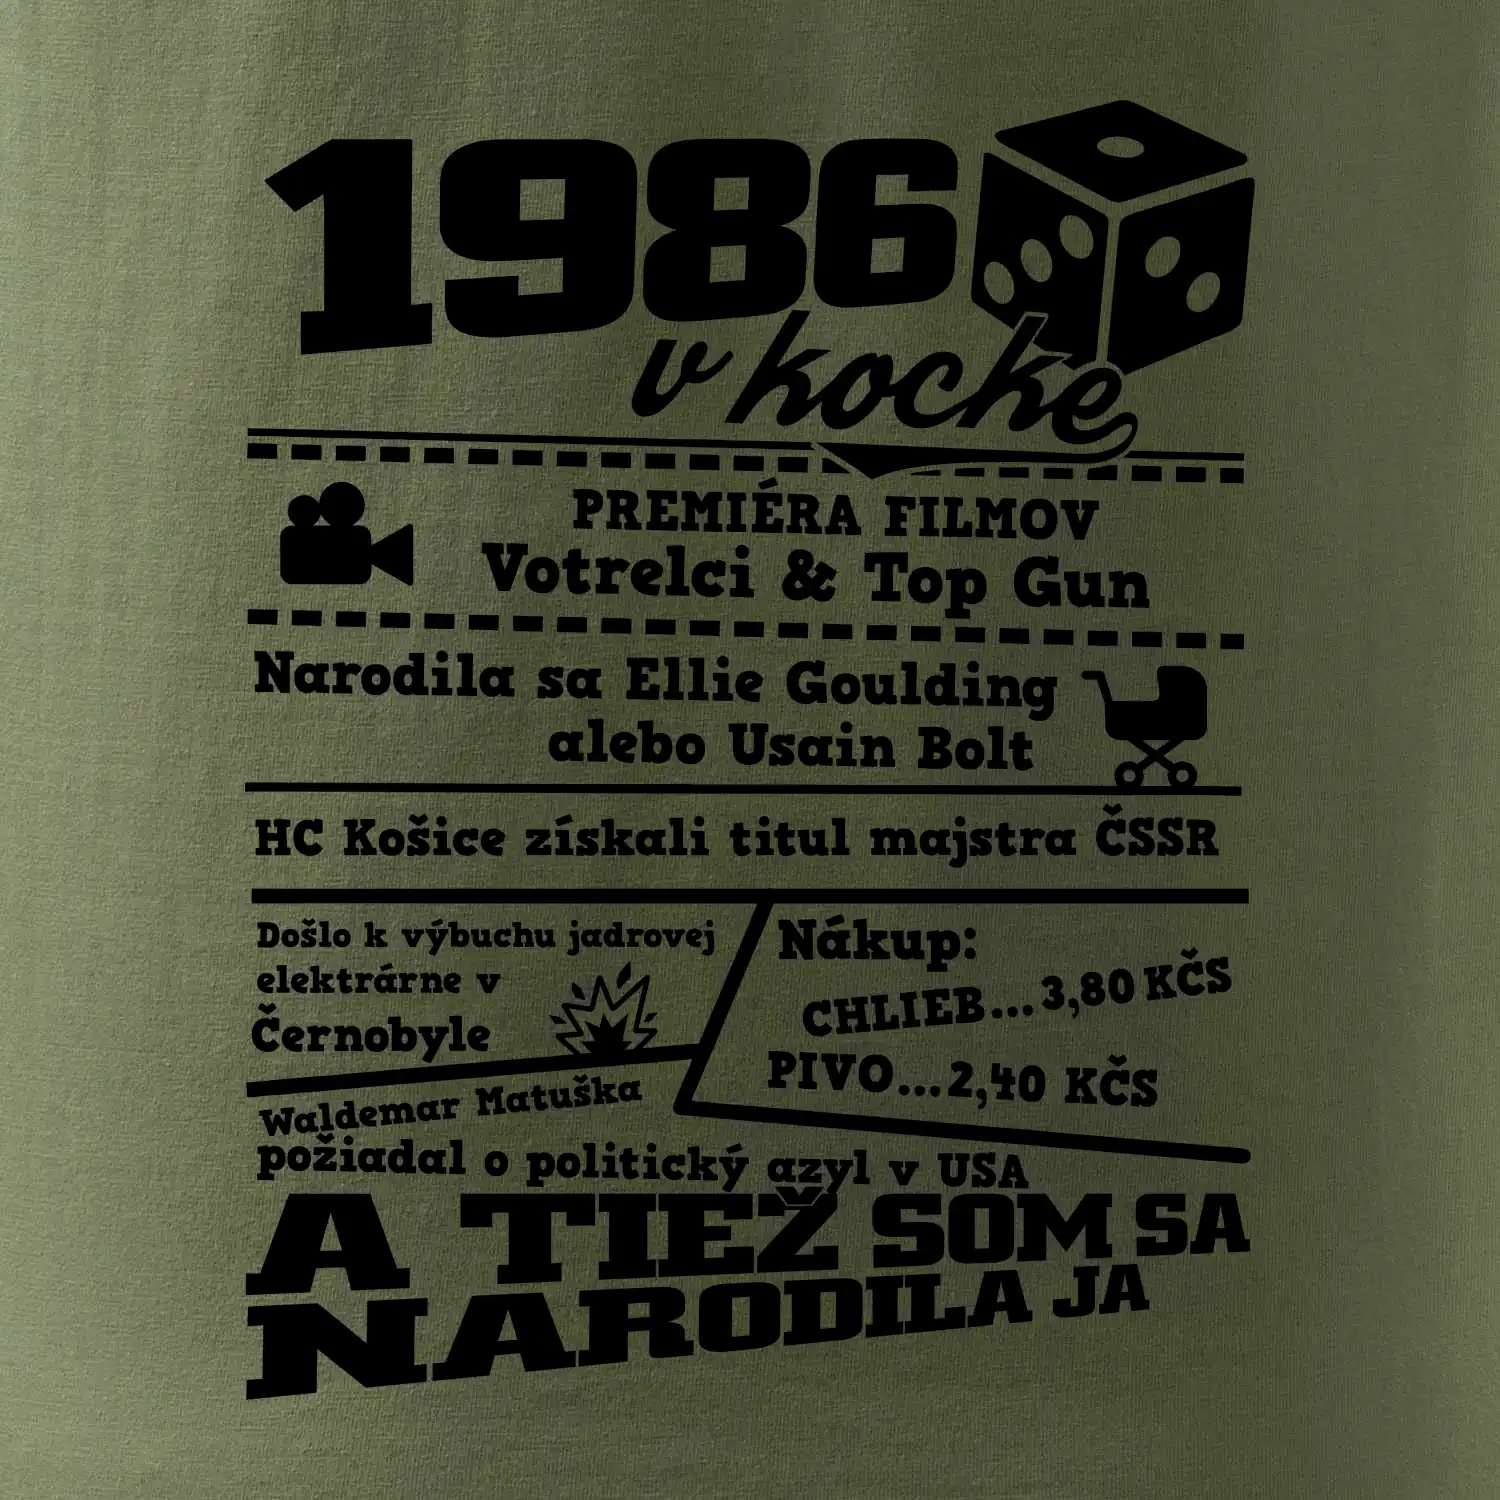 1986
v kocke
PREMIÉRA FILMOV
Votrelci & Top Gun
Narodila sa Ellie Goulding
alebo Usain Bolt
HC Košice získali titul majstra ČSSR
Došlo k výbuchu jadrovej
elektrárne v
Černobyle
Nákup:
CHLIEB...3,80 KČS
PIVO...2,40 KČS
Waldemar Matuška
požiadal o politický azyl v USA
A TIEŽ SOM SA
NARODILA JA